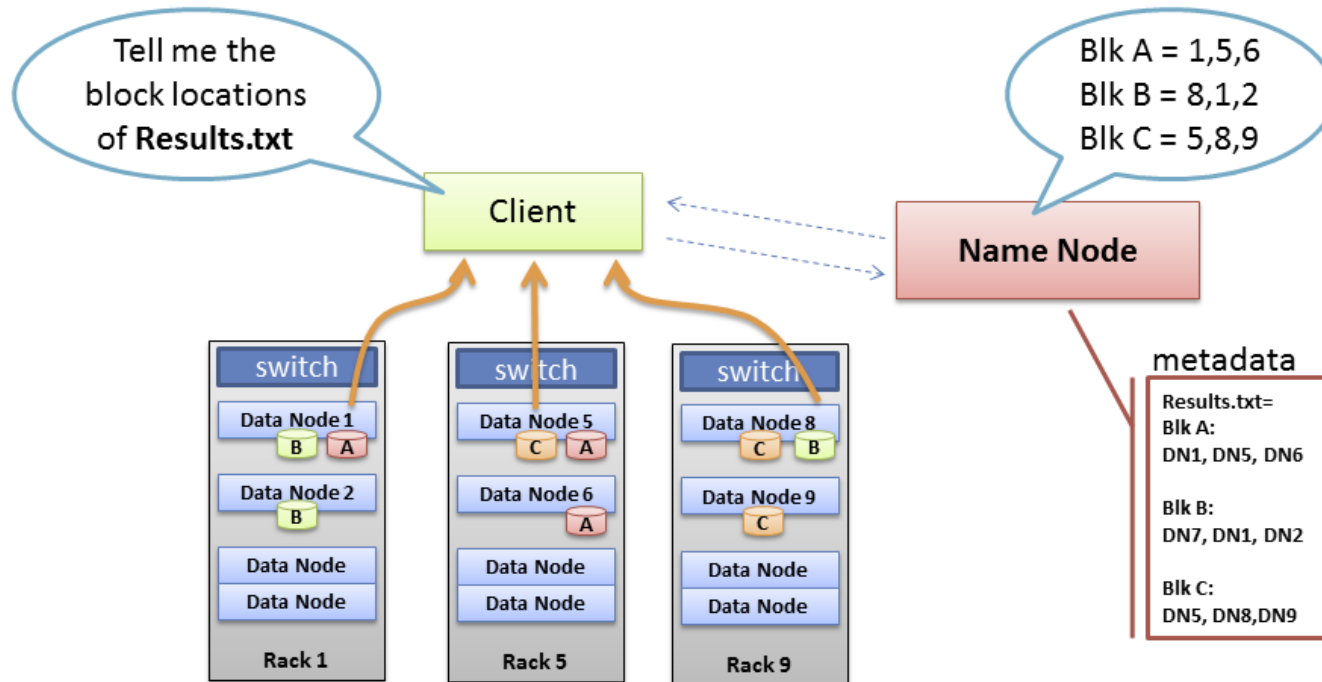 Tell me the
block locations
of Results.txt
Blk A = 1,5,6
Blk B = 8,1,2
Blk C = 5,8,9
Client
Name Node
switch
Data Node 1
B
A
Data Node 2
B
Data Node
Data Node
Rack 1
switch
Data Node 5
C
A
Data Node 6
A
Data Node
Data Node
Rack 5
switch
Data Node 8
C
B
Data Node 9
C
Data Node
Data Node
Rack 9
metadata
Results.txt=
Blk A:
DN1, DN5, DN6
Blk B:
DN7, DN1, DN2
Blk C:
DN5, DN8,DN9